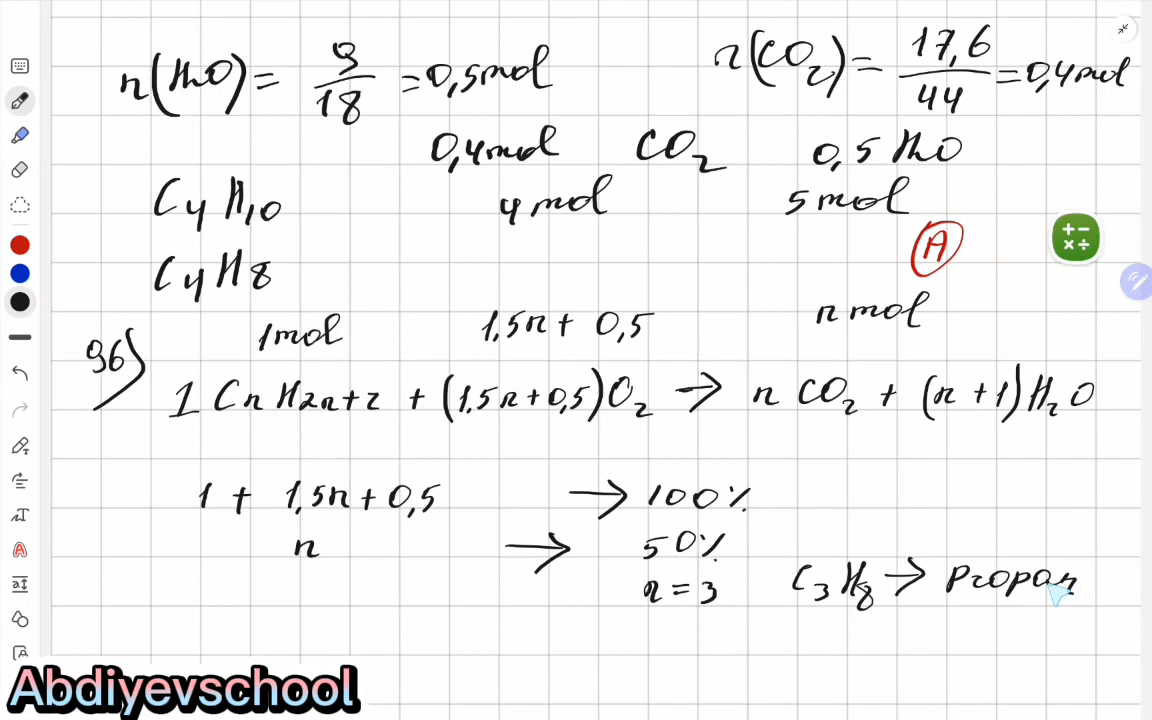 n(H2O) = 9/18 = 0,5mol n(CO2) = 17,6/44 = 0,4mol
0,4mol CO2 0,5 H2O
C4H10 4mol 5mol
A
C4H8
1mol 1,5n + 0,5 n mol
96) 1 CnH2n+2 + (1,5n+0,5)O2 → n CO2 + (n+1)H2O
1 + 1,5n + 0,5 → 100%
n → 50%
n = 3 C3H8 → Propan
Abdiyevschool